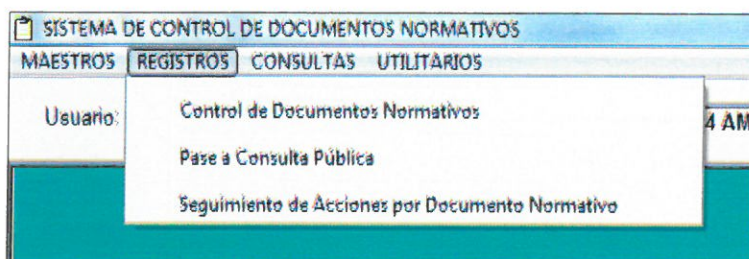 SISTEMA DE CONTROL DE DOCUMENTOS NORMATIVOS
MAESTROS REGISTROS CONSULTAS UTILITARIOS
Usuario:
4 AM
Control de Documentos Normativos
Pase a Consulta Pública
Seguimiento de Acciones por Documento Normativo